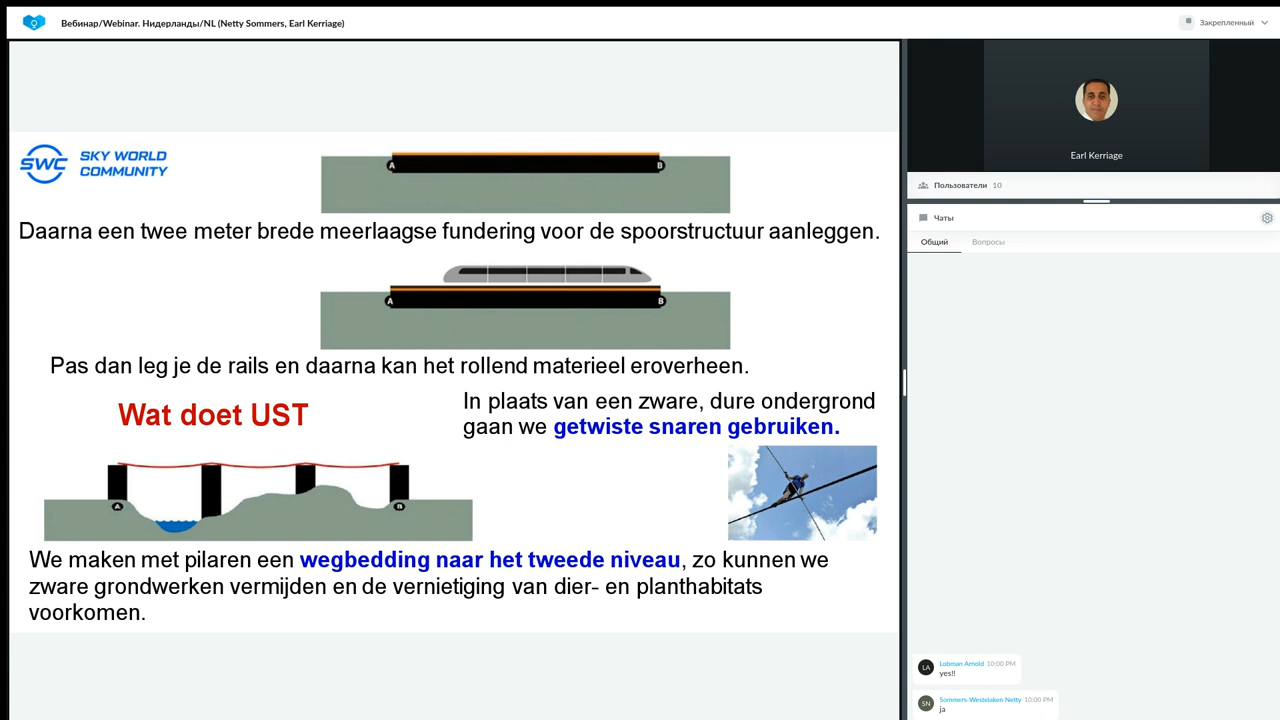 Вебинар/Webinar. Нидерланды/NL (Netty Sommers, Earl Kerriage)
Закрепленный
SWC SKY WORLD
COMMUNITY
A B
Daarna een twee meter brede meerlaagse fundering voor de spoorstructuur aanleggen.
A B
Pas dan leg je de rails en daarna kan het rollend materieel eroverheen.
Wat doet UST
In plaats van een zware, dure ondergrond
gaan we getwiste snaren gebruiken.
A B
We maken met pilaren een wegbedding naar het tweede niveau, zo kunnen we
zware grondwerken vermijden en de vernietiging van dier- en planthabitats
voorkomen.
Earl Kerriage
Пользователи 10
Чаты
Общий Вопросы
LA Lobman Arnold 10:00 PM
yes!!
SN Sommers-Westelaken Netty 10:00 PM
ja